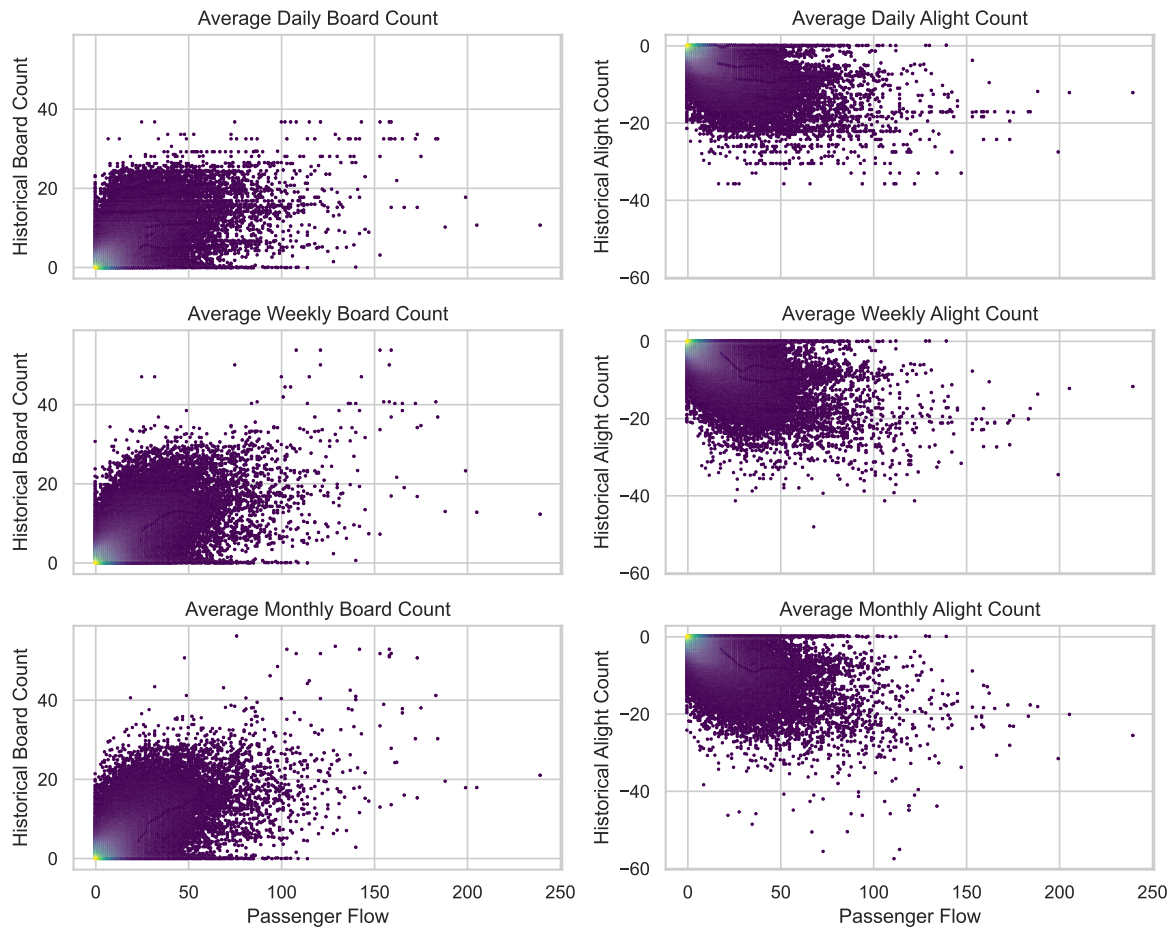 Average Daily Board Count
Historical Board Count
40
20
0
Average Daily Alight Count
Historical Alight Count
0
−20
−40
−60
Average Weekly Board Count
Historical Board Count
40
20
0
Average Weekly Alight Count
Historical Alight Count
0
−20
−40
−60
Average Monthly Board Count
Historical Board Count
40
20
0
0 50 100 150 200 250
Passenger Flow
Average Monthly Alight Count
Historical Alight Count
0
−20
−40
−60
0 50 100 150 200 250
Passenger Flow